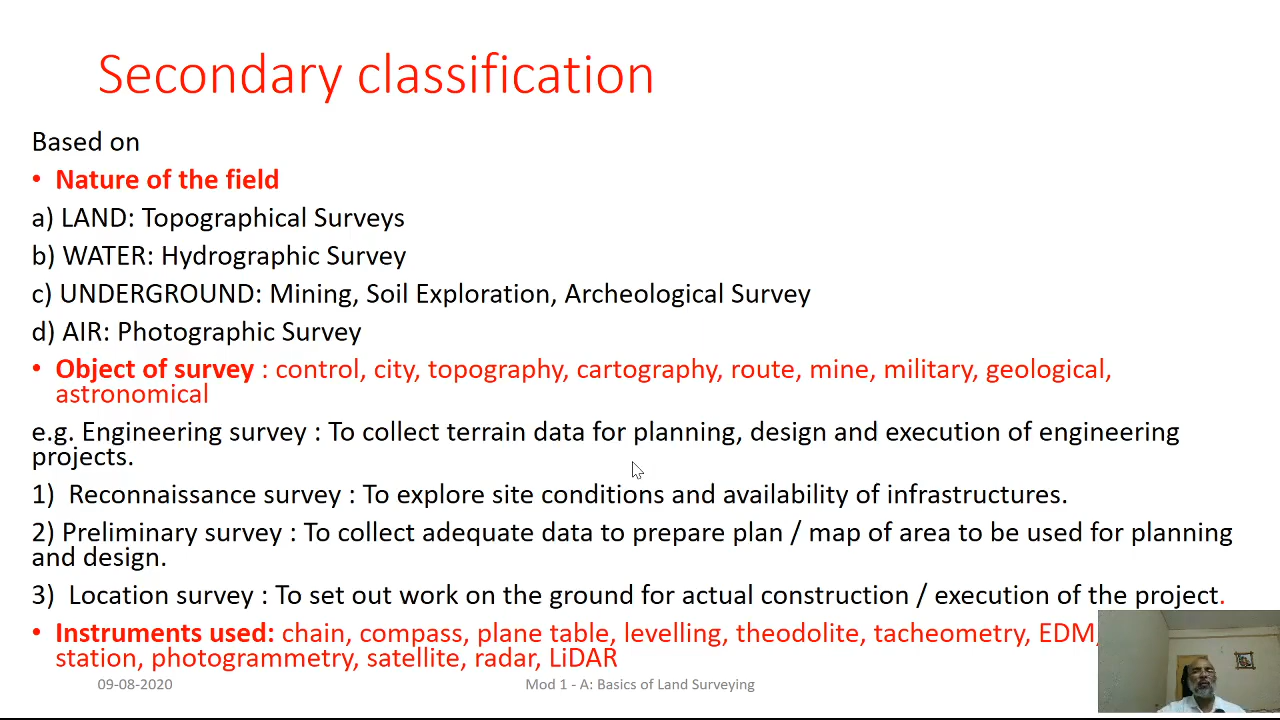 Secondary classification
Based on
• Nature of the field
a) LAND: Topographical Surveys
b) WATER: Hydrographic Survey
c) UNDERGROUND: Mining, Soil Exploration, Archeological Survey
d) AIR: Photographic Survey
• Object of survey : control, city, topography, cartography, route, mine, military, geological,
astronomical
e.g. Engineering survey : To collect terrain data for planning, design and execution of engineering
projects.
1) Reconnaissance survey : To explore site conditions and availability of infrastructures.
2) Preliminary survey : To collect adequate data to prepare plan / map of area to be used for planning
and design.
3) Location survey : To set out work on the ground for actual construction / execution of the project.
• Instruments used: chain, compass, plane table, levelling, theodolite, tacheometry, EDM,
station, photogrammetry, satellite, radar, LiDAR
09-08-2020
Mod 1 - A: Basics of Land Surveying